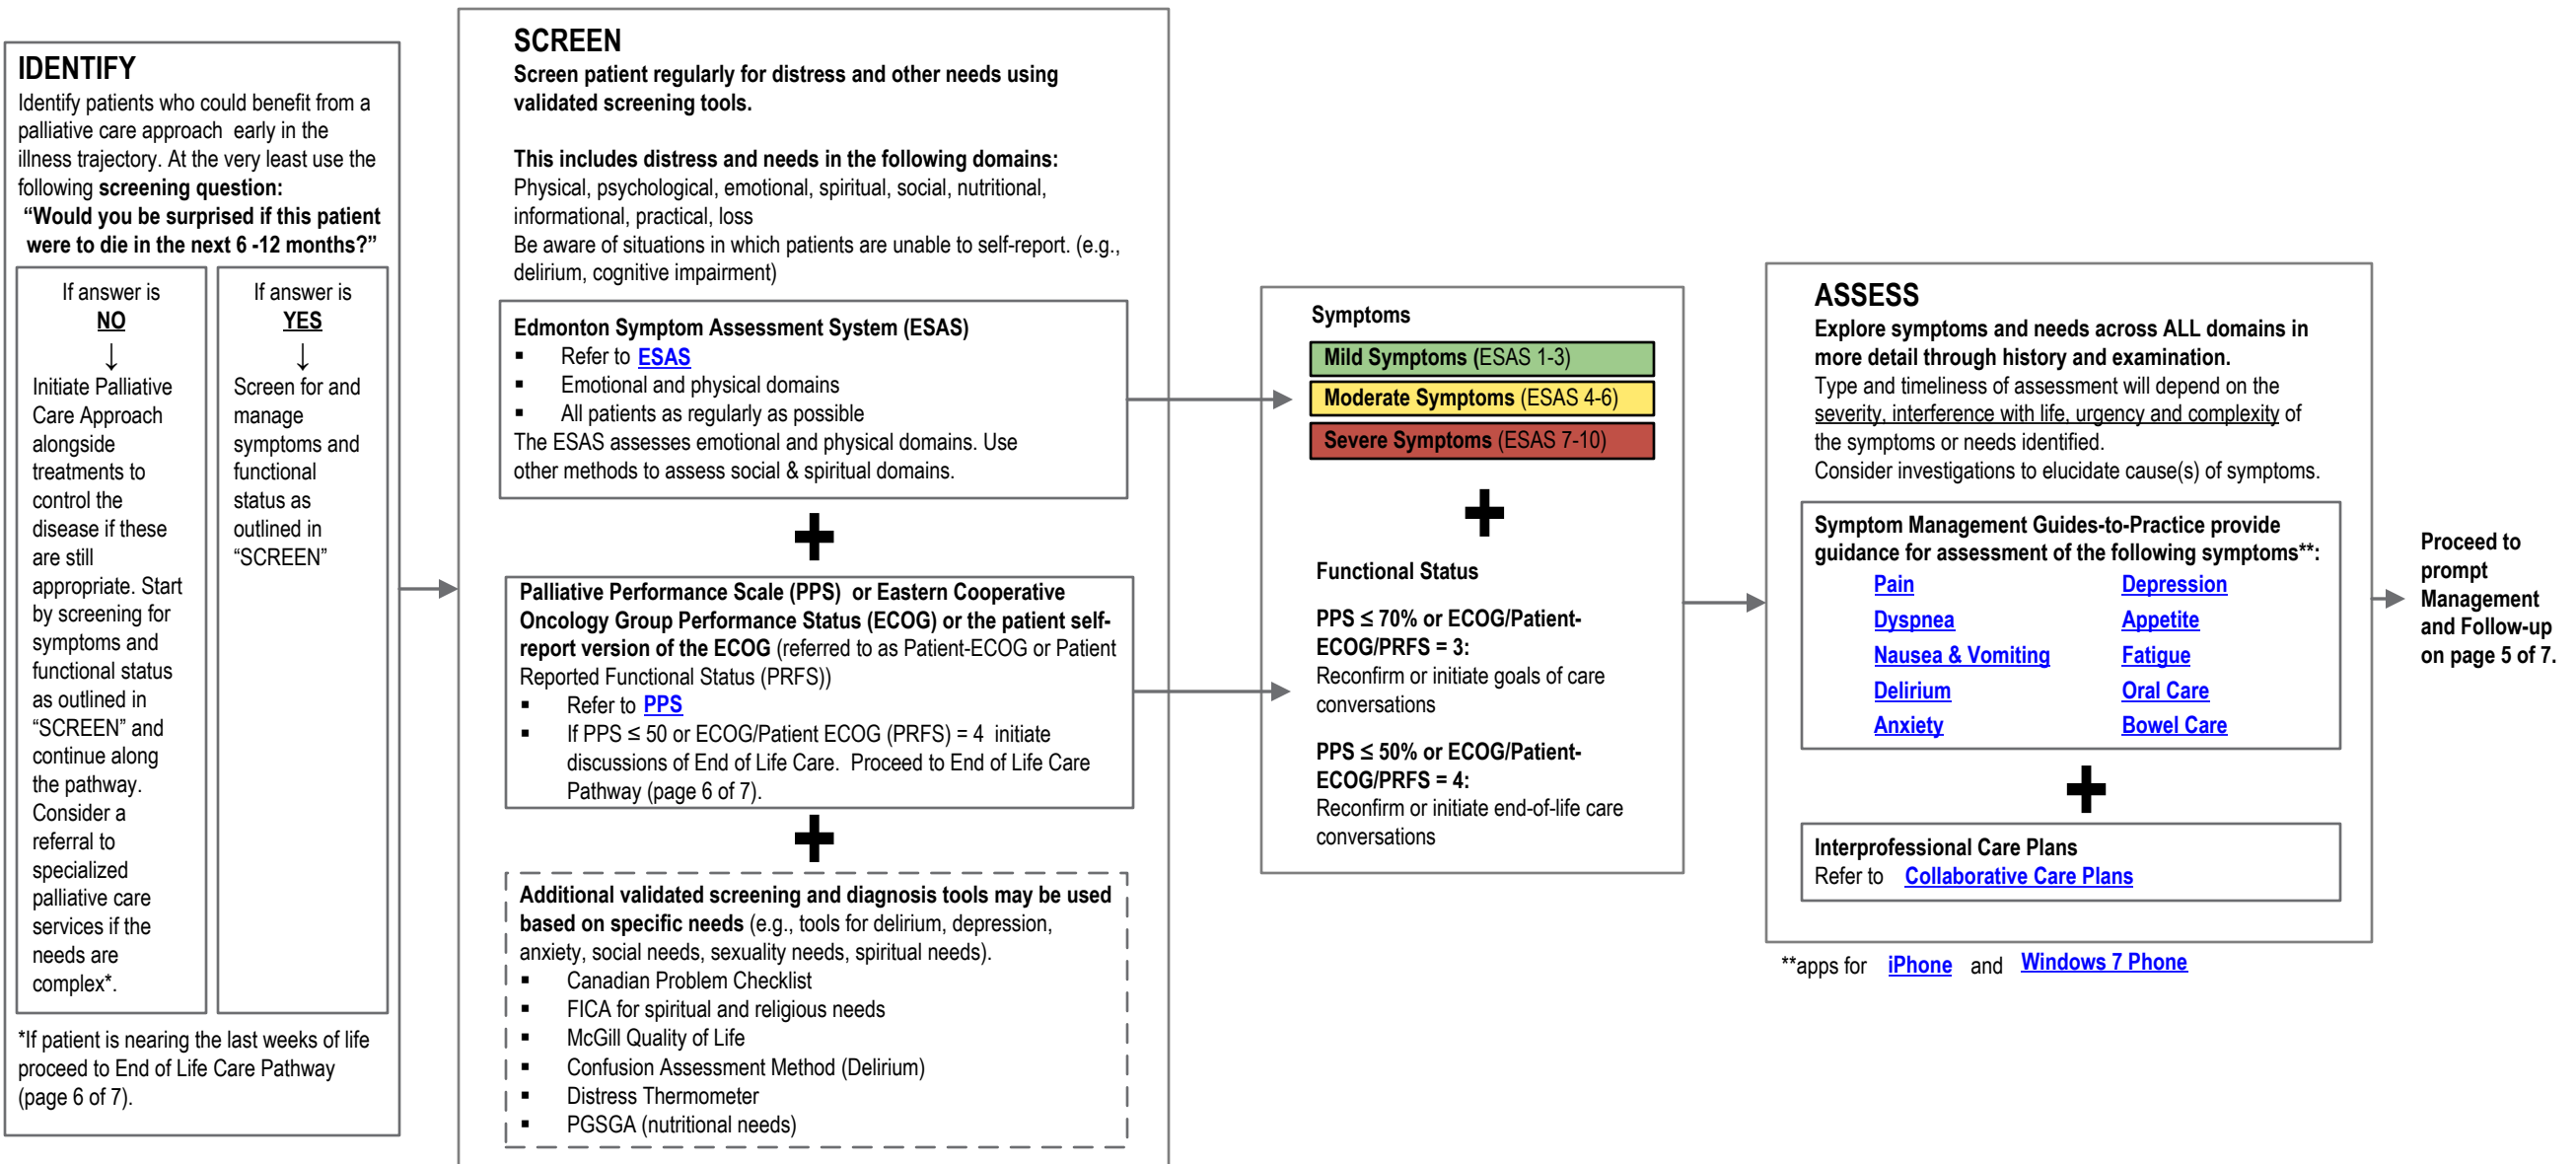 IDENTIFY
Identify patients who could benefit from a
palliative care approach early in the
illness trajectory. At the very least use the
following screening question:
“Would you be surprised if this patient
were to die in the next 6 -12 months?”
If answer is
NO
↓
Initiate Palliative
Care Approach
alongside
treatments to
control the
disease if these
are still
appropriate. Start
by screening for
symptoms and
functional status
as outlined in
“SCREEN” and
continue along
the pathway.
Consider a
referral to
specialized
palliative care
services if the
needs are
complex*.
If answer is
YES
↓
Screen for and
manage
symptoms and
functional
status as
outlined in
“SCREEN”
*If patient is nearing the last weeks of life
proceed to End of Life Care Pathway
(page 6 of 7).
SCREEN
Screen patient regularly for distress and other needs using
validated screening tools.
This includes distress and needs in the following domains:
Physical, psychological, emotional, spiritual, social, nutritional,
informational, practical, loss
Be aware of situations in which patients are unable to self-report. (e.g.,
delirium, cognitive impairment)
Edmonton Symptom Assessment System (ESAS)
▪ Refer to ESAS
▪ Emotional and physical domains
▪ All patients as regularly as possible
The ESAS assesses emotional and physical domains. Use
other methods to assess social & spiritual domains.
+
Palliative Performance Scale (PPS) or Eastern Cooperative
Oncology Group Performance Status (ECOG) or the patient self-
report version of the ECOG (referred to as Patient-ECOG or Patient
Reported Functional Status (PRFS))
▪ Refer to PPS
▪ If PPS ≤ 50 or ECOG/Patient ECOG (PRFS) = 4 initiate
discussions of End of Life Care. Proceed to End of Life Care
Pathway (page 6 of 7).
+
Additional validated screening and diagnosis tools may be used
based on specific needs (e.g., tools for delirium, depression,
anxiety, social needs, sexuality needs, spiritual needs).
▪ Canadian Problem Checklist
▪ FICA for spiritual and religious needs
▪ McGill Quality of Life
▪ Confusion Assessment Method (Delirium)
▪ Distress Thermometer
▪ PGSGA (nutritional needs)
Symptoms
Mild Symptoms (ESAS 1-3)
Moderate Symptoms (ESAS 4-6)
Severe Symptoms (ESAS 7-10)
+
Functional Status
PPS ≤ 70% or ECOG/Patient-
ECOG/PRFS = 3:
Reconfirm or initiate goals of care
conversations
PPS ≤ 50% or ECOG/Patient-
ECOG/PRFS = 4:
Reconfirm or initiate end-of-life care
conversations
ASSESS
Explore symptoms and needs across ALL domains in
more detail through history and examination.
Type and timeliness of assessment will depend on the
severity, interference with life, urgency and complexity of
the symptoms or needs identified.
Consider investigations to elucidate cause(s) of symptoms.
Symptom Management Guides-to-Practice provide
guidance for assessment of the following symptoms**:
Pain Depression
Dyspnea Appetite
Nausea & Vomiting Fatigue
Delirium Oral Care
Anxiety Bowel Care
+
Interprofessional Care Plans
Refer to Collaborative Care Plans
**apps for iPhone and Windows 7 Phone
Proceed to
prompt
Management
and Follow-up
on page 5 of 7.